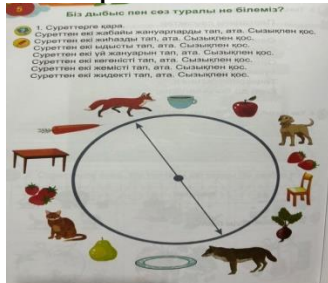 5
Біз дыбыс пен сөз туралы не білеміз?
1. Суреттерге қара.
Суреттен екі жабайы жануарларды тап, ата. Сызықпен қос.
Суреттен екі жиһазды тап, ата. Сызықпен қос.
Суреттен екі ыдысты тап, ата. Сызықпен қос.
Суреттен екі үй жануарын тап, ата. Сызықпен қос.
Суреттен екі көкөністі тап, ата. Сызықпен қос.
Суреттен екі жемісті тап, ата. Сызықпен қос.
Суреттен екі жидекті тап, ата. Сызықпен қос.